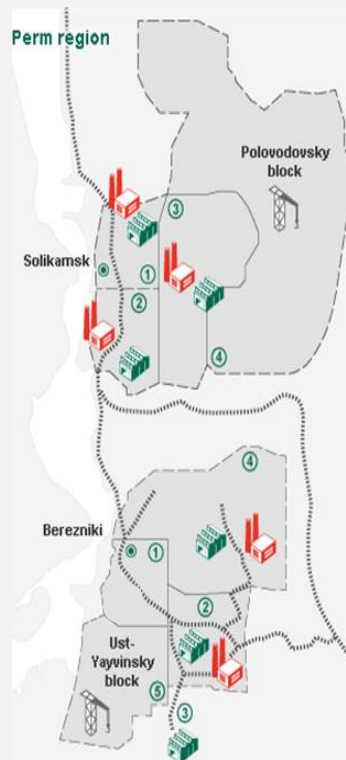 Perm region
Polovodovsky
block
③
Solikamsk
①
②
④
④
Berezniki
①
②
Ust-
Yayvinsky
block
⑤
③